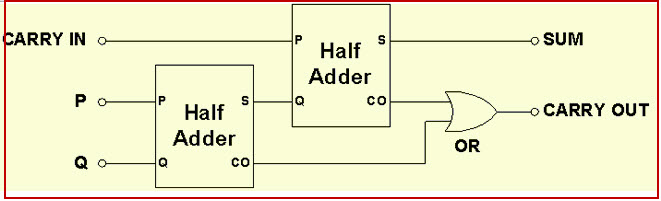 CARRY IN
P
S
SUM
Half
Adder
P
P
S
Q
CO
CARRY OUT
Half
Adder
OR
Q
Q
CO